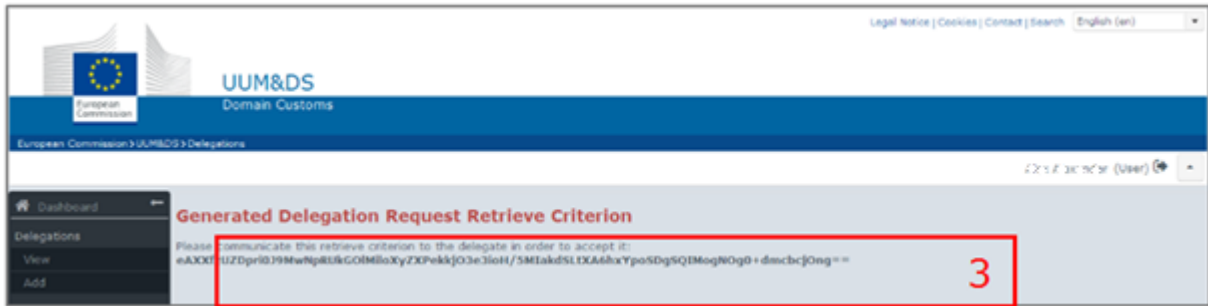 Legal Notice | Cookies | Contact | Search English (en)
UUM&DS
European Commission
Domain Customs
European Commission > UUM&DS > Delegations
(User)
Dashboard
Generated Delegation Request Retrieve Criterion
Delegations
Please communicate this retrieve criterion to the delegate in order to accept it:
View
3
Add